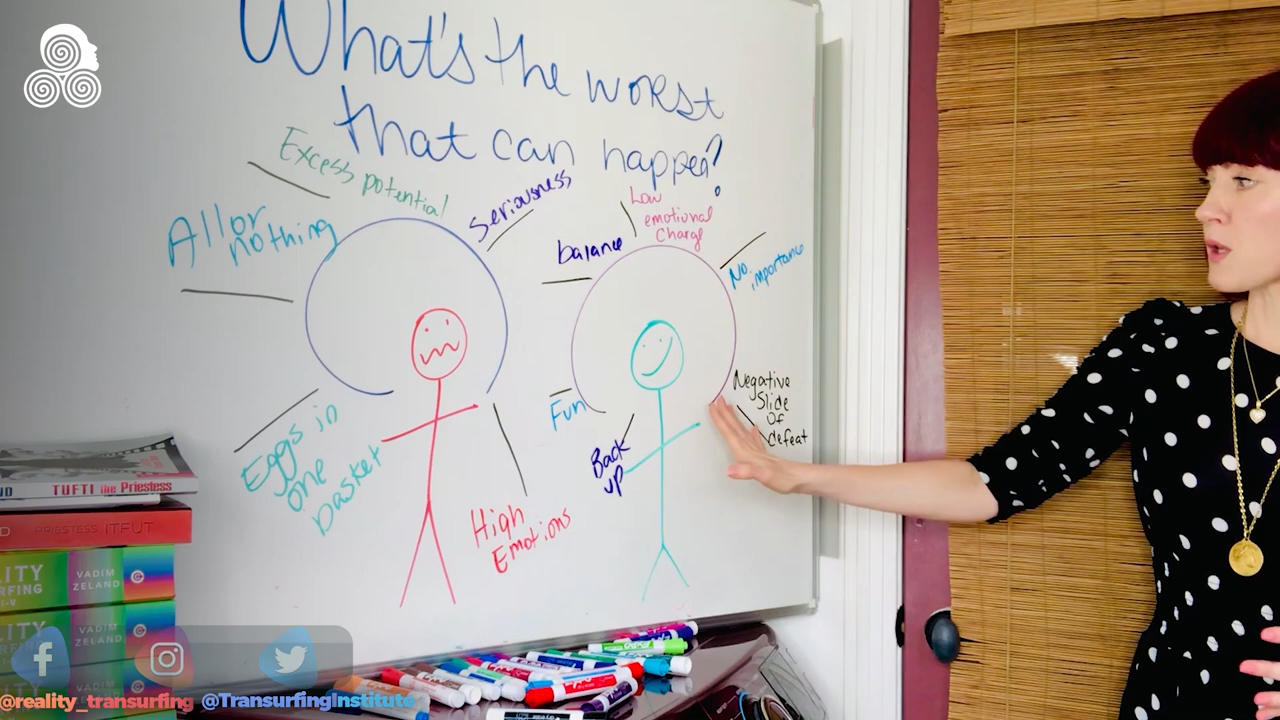 What's the worst
that can happen?
Excess potential
Seriousness
All or
nothing
Eggs in
one
basket
High
Emotions
Low
emotional
Charge
balance
No
importance
Fun
Back
up
Negative
Slide
Of
defeat
TUFTI the Priestess
PRIESTESS ITFUT
VADIM
ZELAND
VADIM
ZELAND
@reality_transurfing @TransurfingInstitute